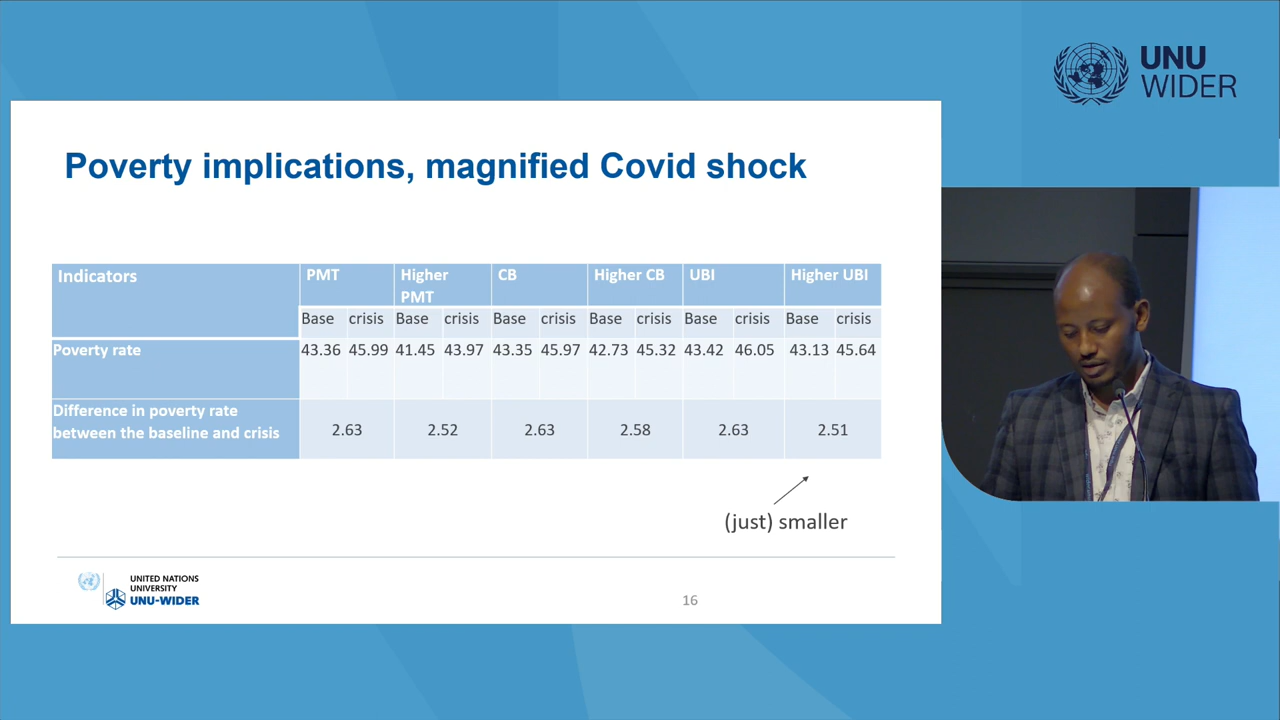 UNU
WIDER
Poverty implications, magnified Covid shock
Indicators PMT Higher PMT CB Higher CB UBI Higher UBI
Base crisis Base crisis Base crisis Base crisis Base crisis Base crisis
Poverty rate 43.36 45.99 41.45 43.97 43.35 45.97 42.73 45.32 43.42 46.05 43.13 45.64
Difference in poverty rate
between the baseline and crisis 2.63 2.52 2.63 2.58 2.63 2.51
(just) smaller
UNITED NATIONS
UNIVERSITY
UNU-WIDER
16